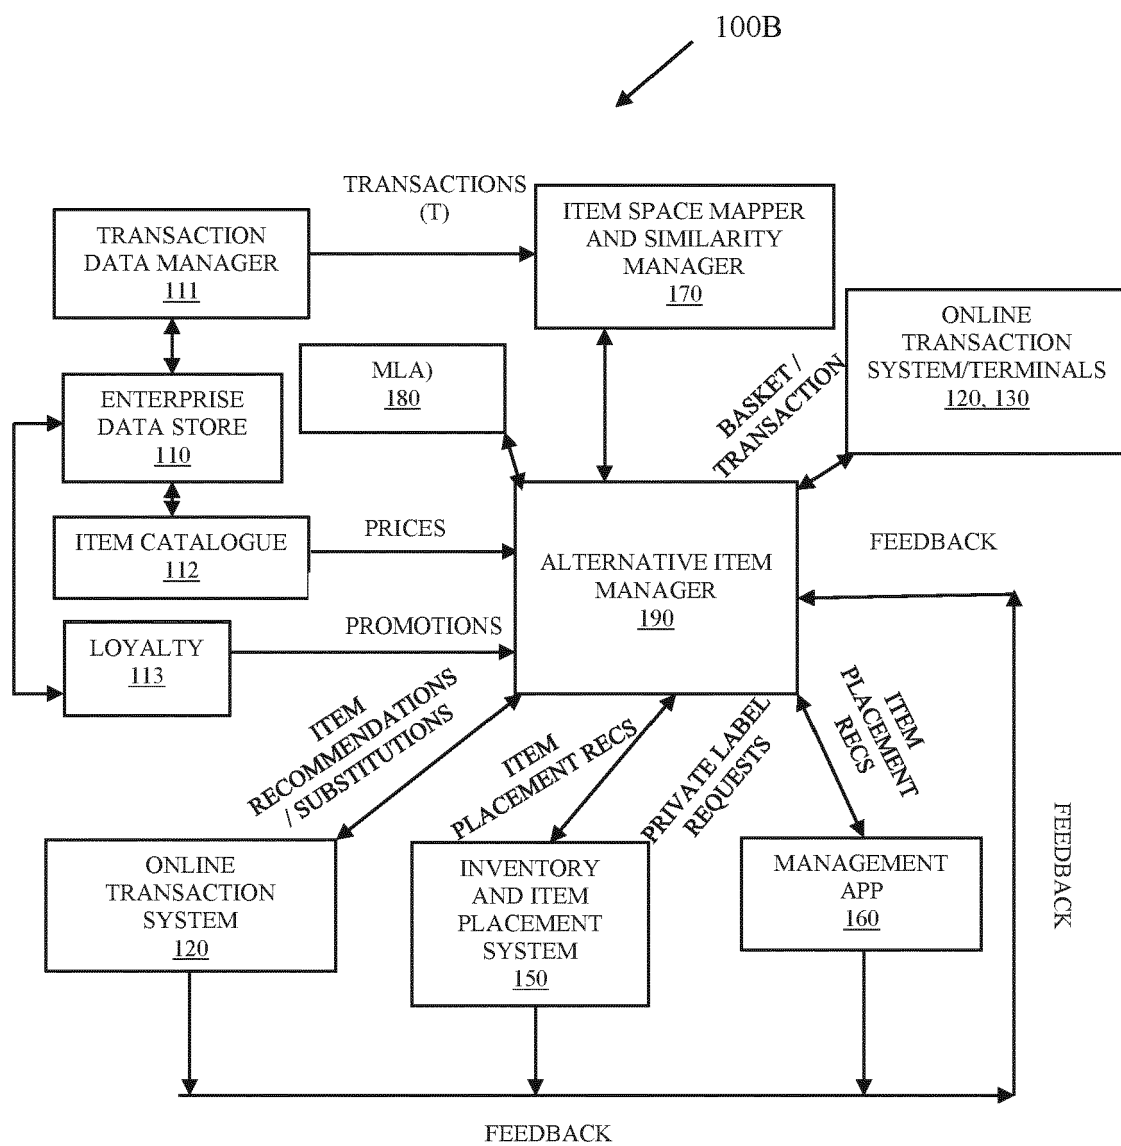 100B
TRANSACTIONS
(T)
ITEM SPACE MAPPER
AND SIMILARITY
MANAGER
170
TRANSACTION
DATA MANAGER
111
ONLINE
TRANSACTION
SYSTEM/TERMINALS
120, 130
MLA)
180
BASKET /
TRANSACTION
ENTERPRISE
DATA STORE
110
ITEM CATALOGUE
112
PRICES
ALTERNATIVE ITEM
MANAGER
190
FEEDBACK
LOYALTY
113
PROMOTIONS
ITEM
RECOMMENDATIONS
/ SUBSTITUTIONS
ITEM
PLACEMENT RECS
PRIVATE LABEL
REQUESTS
ITEM
PLACEMENT
RECS
ONLINE
TRANSACTION
SYSTEM
120
INVENTORY
AND ITEM
PLACEMENT
SYSTEM
150
MANAGEMENT
APP
160
FEEDBACK
FEEDBACK